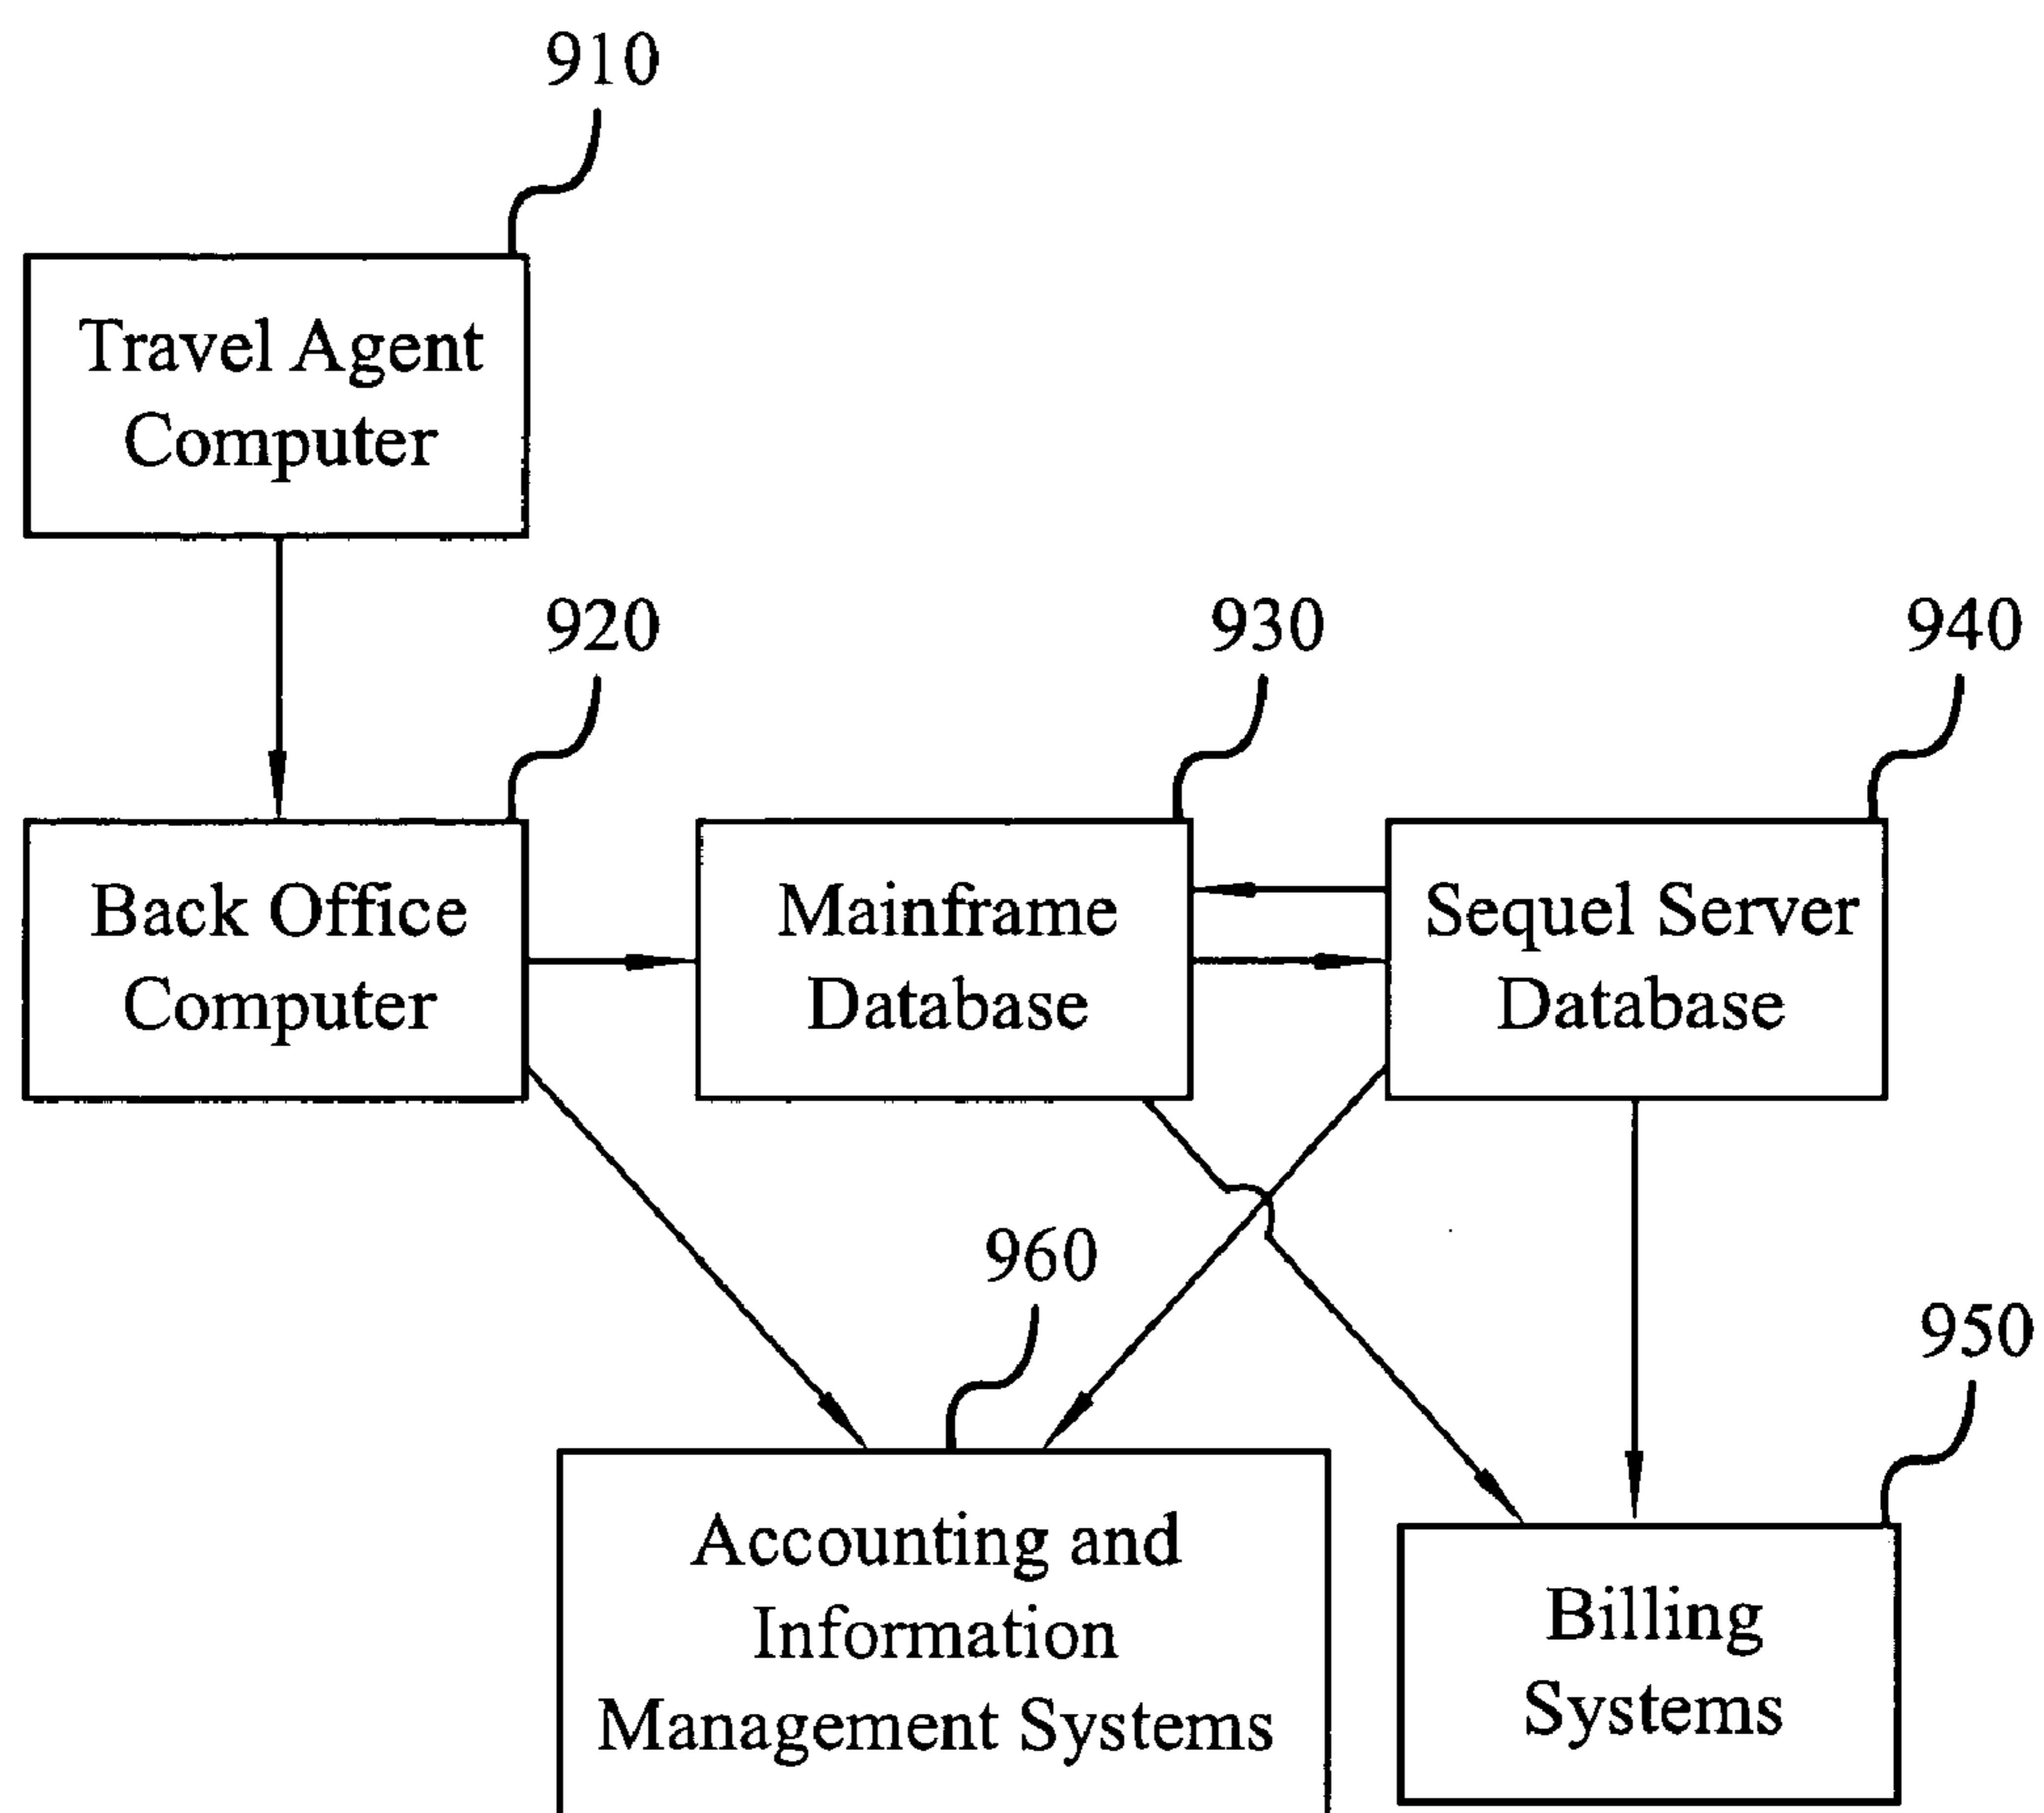 910
Travel Agent
Computer
920
930
940
Back Office
Computer
Mainframe
Database
Sequel Server
Database
960
950
Accounting and
Information
Management Systems
Billing
Systems